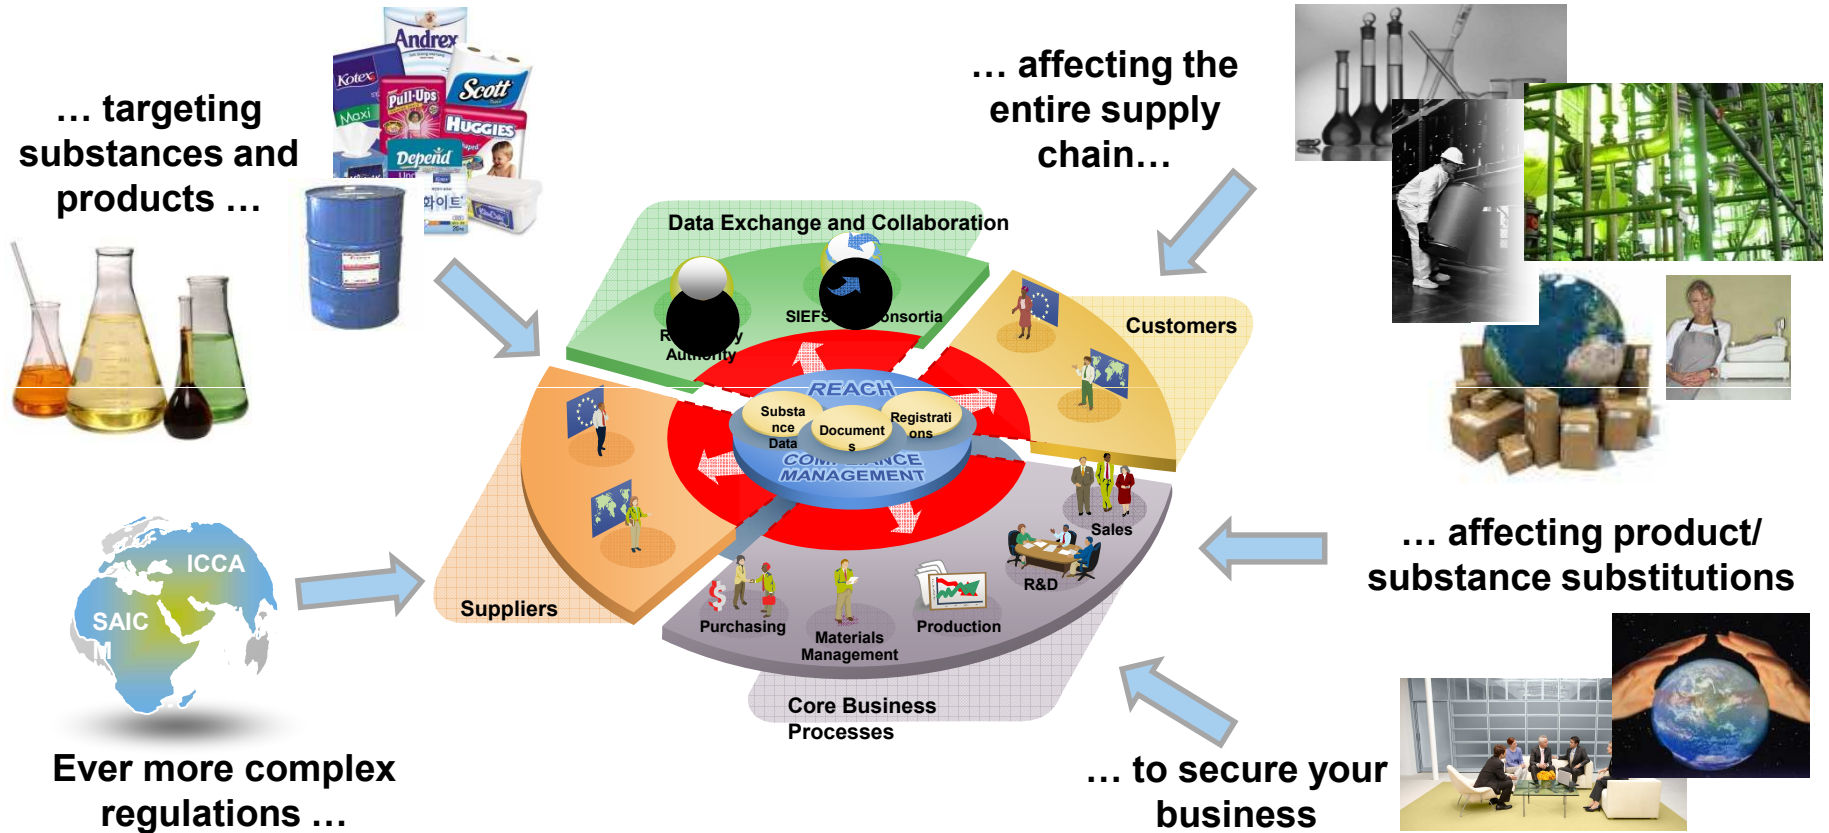 … targeting
substances and
products …
Andrex
Kotex
Maxi
Pull-Ups
Scott
HUGGIES
Depend
화이트
… affecting the
entire supply
chain…
Data Exchange and Collaboration
SIEFS
Authority
Customers
REACH
Substa
nce
Data
Document
s
Registrati
ons
COMPLIANCE
MANAGEMENT
Suppliers
Sales
R&D
Purchasing
Materials
Management
Production
Core Business
Processes
ICCA
SAIC
M
Ever more complex
regulations …
… affecting product/
substance substitutions
… to secure your
business